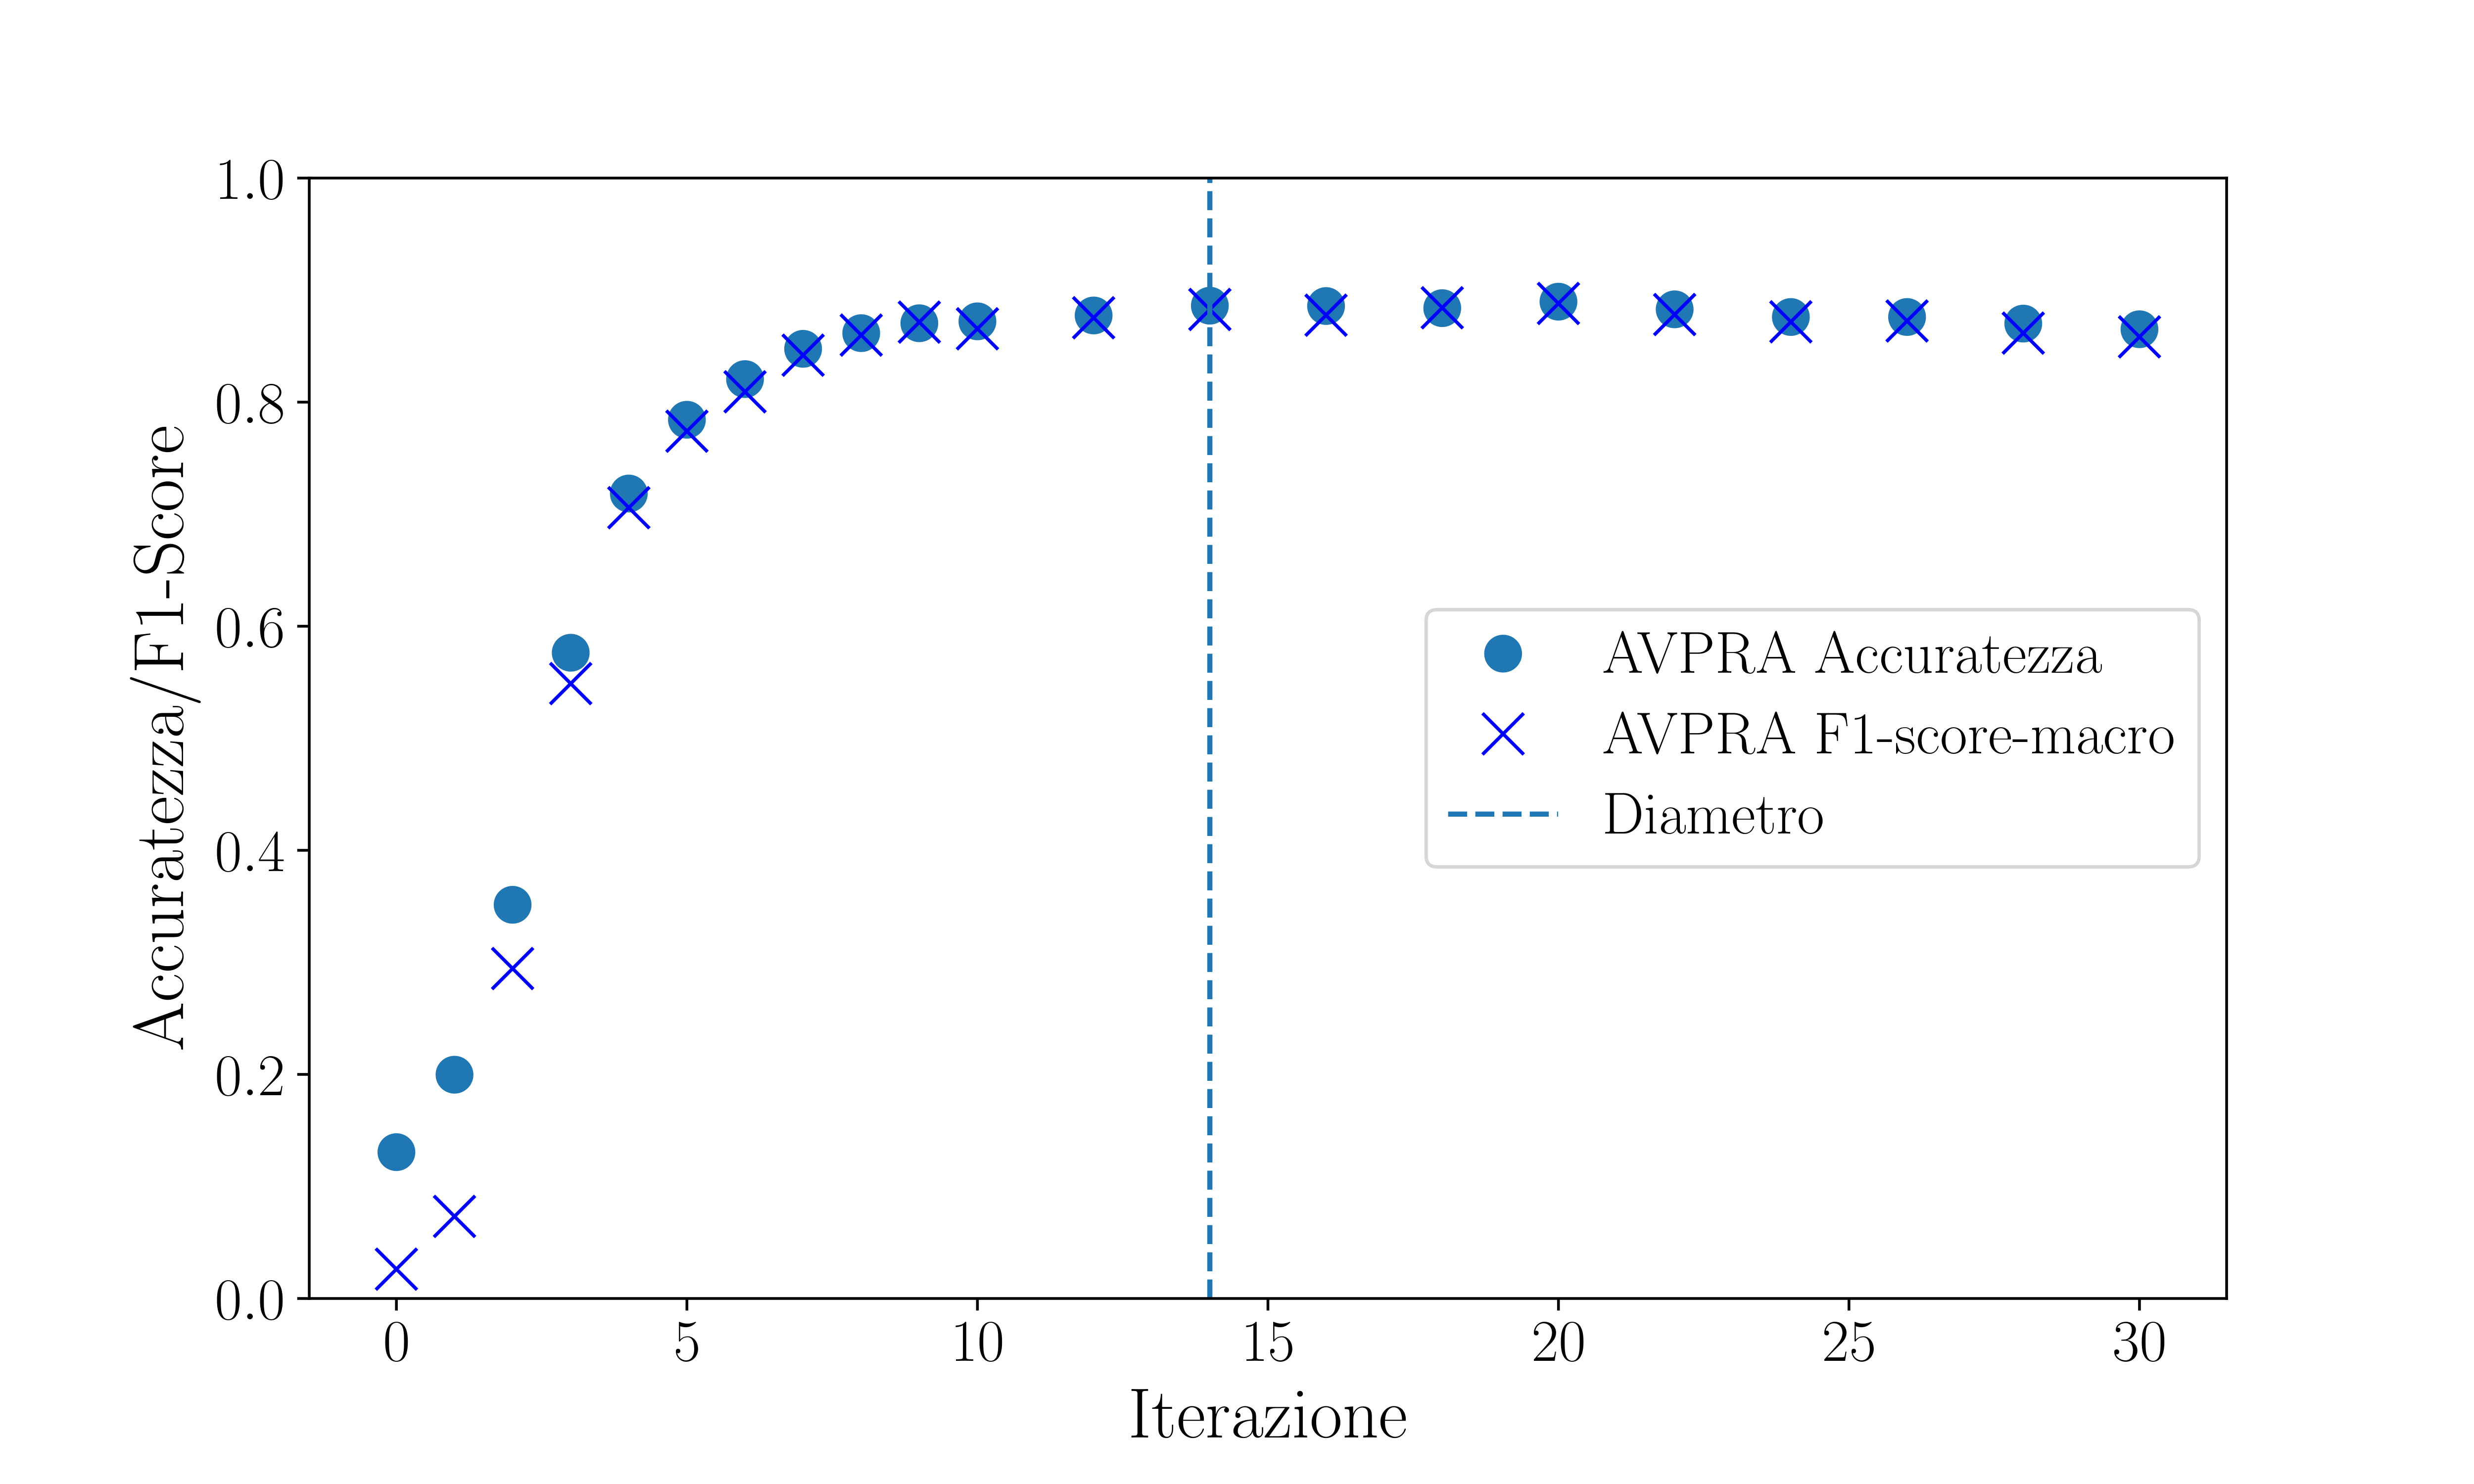 1.0
0.8
0.6
0.4
0.2
0.0
Accuratezza/F1-Score
AVPRA Accuratezza
AVPRA F1-score-macro
Diametro
0 5 10 15 20 25 30
Iterazione